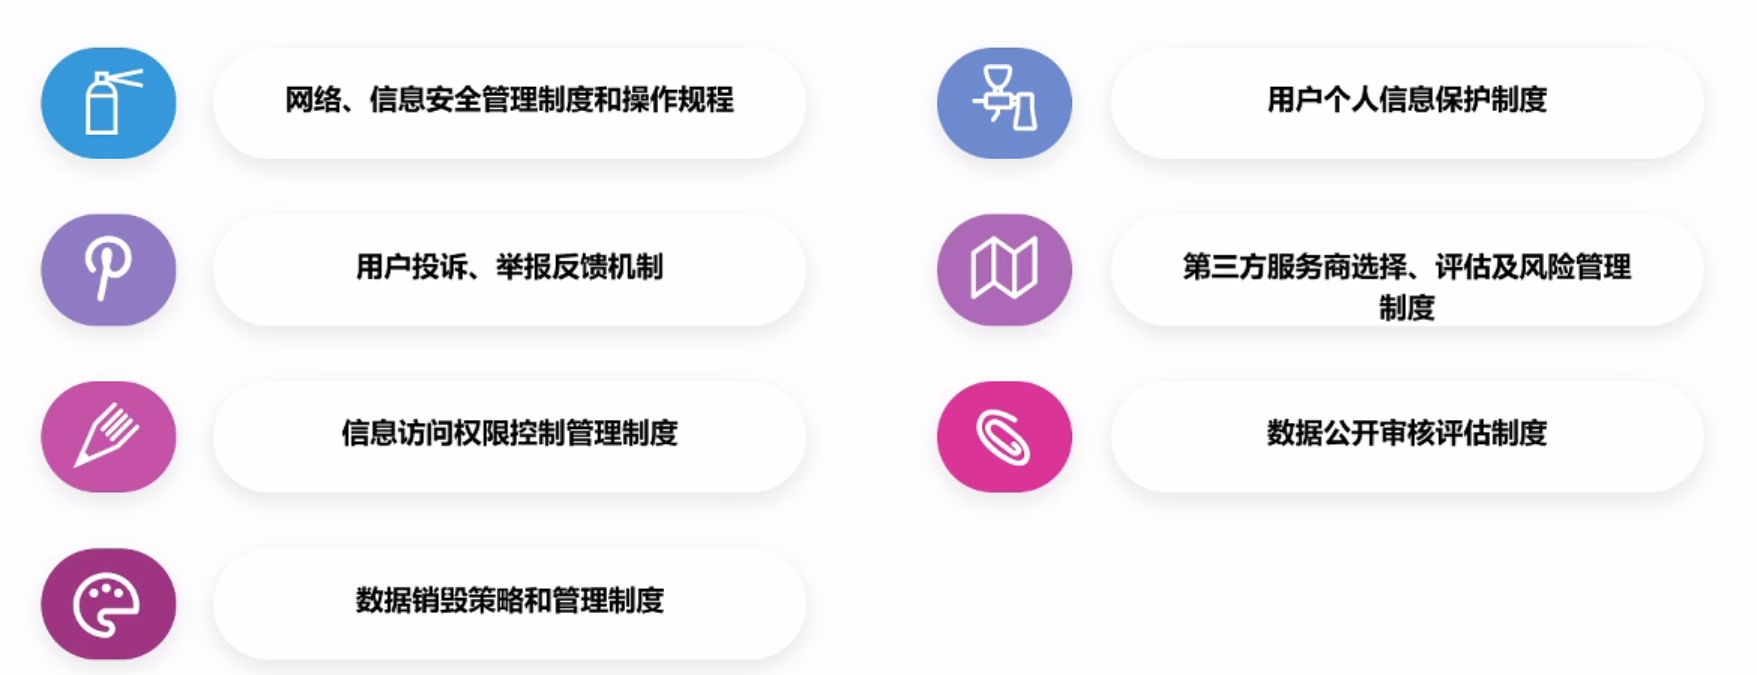 网络、信息安全管理制度和操作规程
用户个人信息保护制度
用户投诉、举报反馈机制
第三方服务商选择、评估及风险管理
制度
信息访问权限控制管理制度
数据公开审核评估制度
数据销毁策略和管理制度